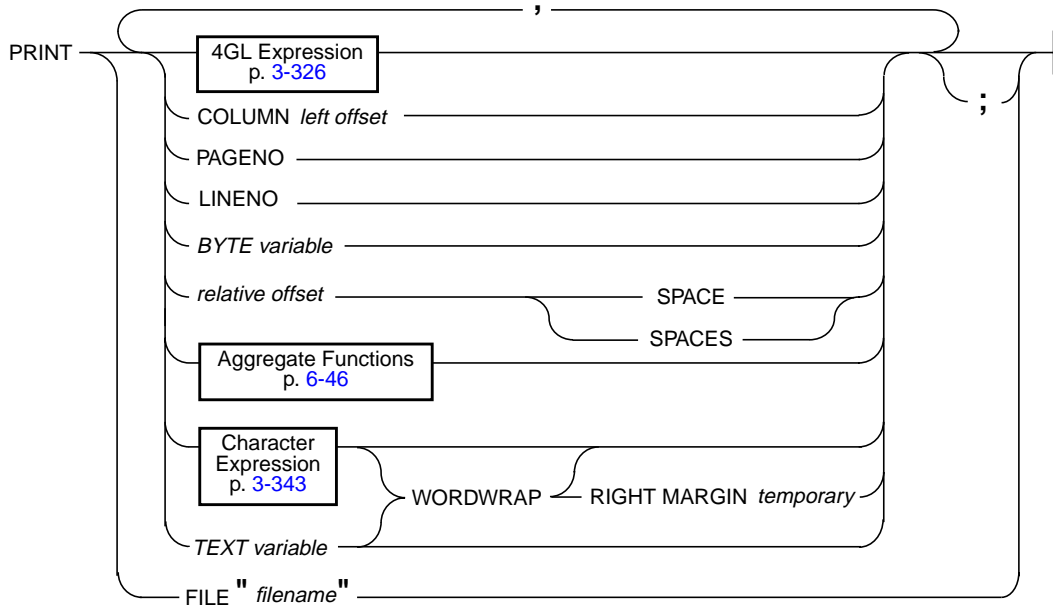 ,
PRINT
4GL Expression
p. 3-326
;
COLUMN left offset
PAGENO
LINENO
BYTE variable
relative offset
SPACE
SPACES
Aggregate Functions
p. 6-46
Character
Expression
p. 3-343
WORDWRAP
RIGHT MARGIN temporary
TEXT variable
FILE " filename"